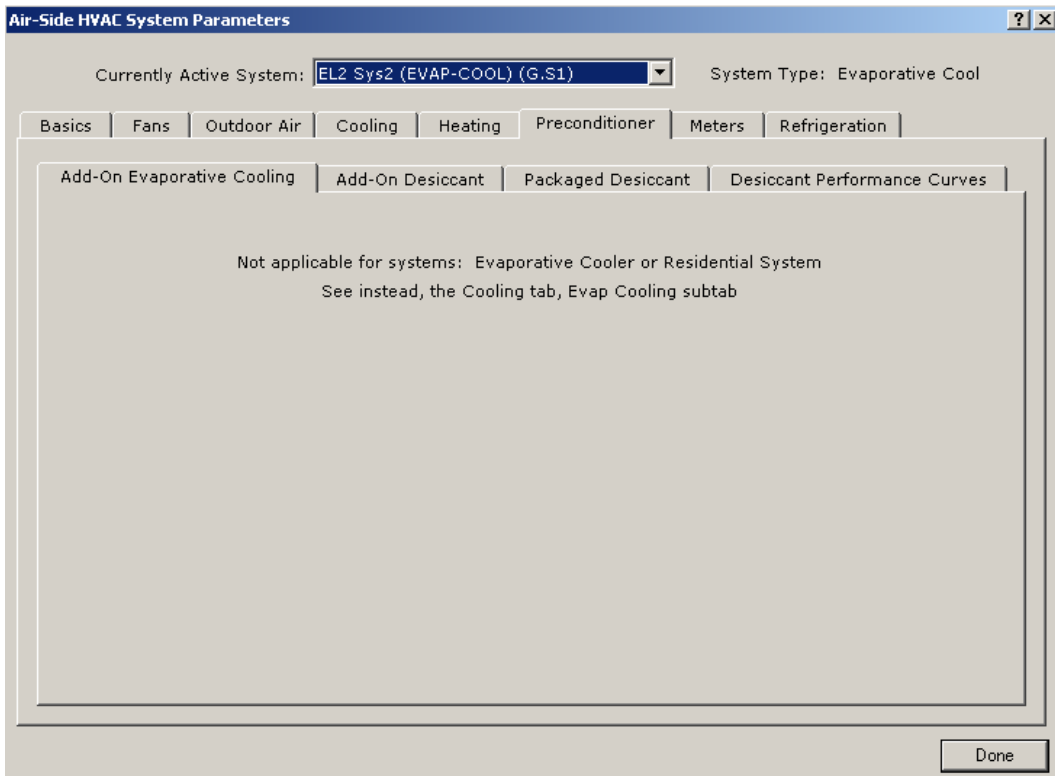 Air-Side HVAC System Parameters
? X
Currently Active System: EL2 Sys2 (EVAP-COOL) (G.S1) System Type: Evaporative Cool
Basics Fans Outdoor Air Cooling Heating Preconditioner Meters Refrigeration
Add-On Evaporative Cooling Add-On Desiccant Packaged Desiccant Desiccant Performance Curves
Not applicable for systems: Evaporative Cooler or Residential System
See instead, the Cooling tab, Evap Cooling subtab
Done